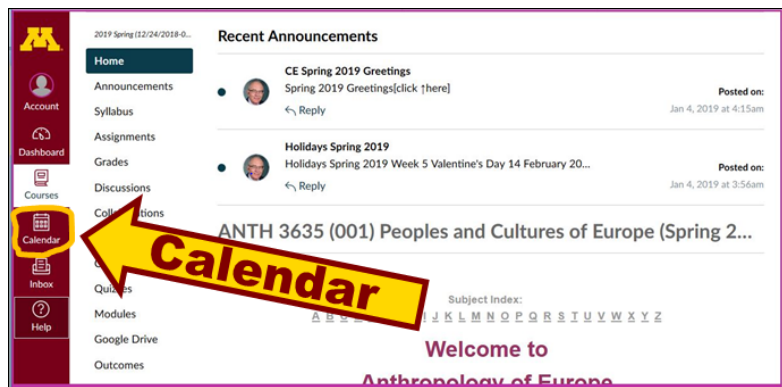 M
Account
Dashboard
Courses
Calendar
Inbox
Help
2019 Spring (12/24/2018-0...
Home
Announcements
Syllabus
Assignments
Grades
Discussions
Quizzes
Modules
Google Drive
Outcomes
Calendar
Recent Announcements
CE Spring 2019 Greetings
Spring 2019 Greetings[click ↑here]
Reply
Posted on:
Jan 4, 2019 at 4:15am
Holidays Spring 2019
Holidays Spring 2019 Week 5 Valentine's Day 14 February 20...
Reply
Posted on:
Jan 4, 2019 at 3:56am
ANTH 3635 (001) Peoples and Cultures of Europe (Spring 2...
Subject Index:
A B C I J K L M N O P Q R S T U V W X Y Z
Welcome to
Anthropology of Europe